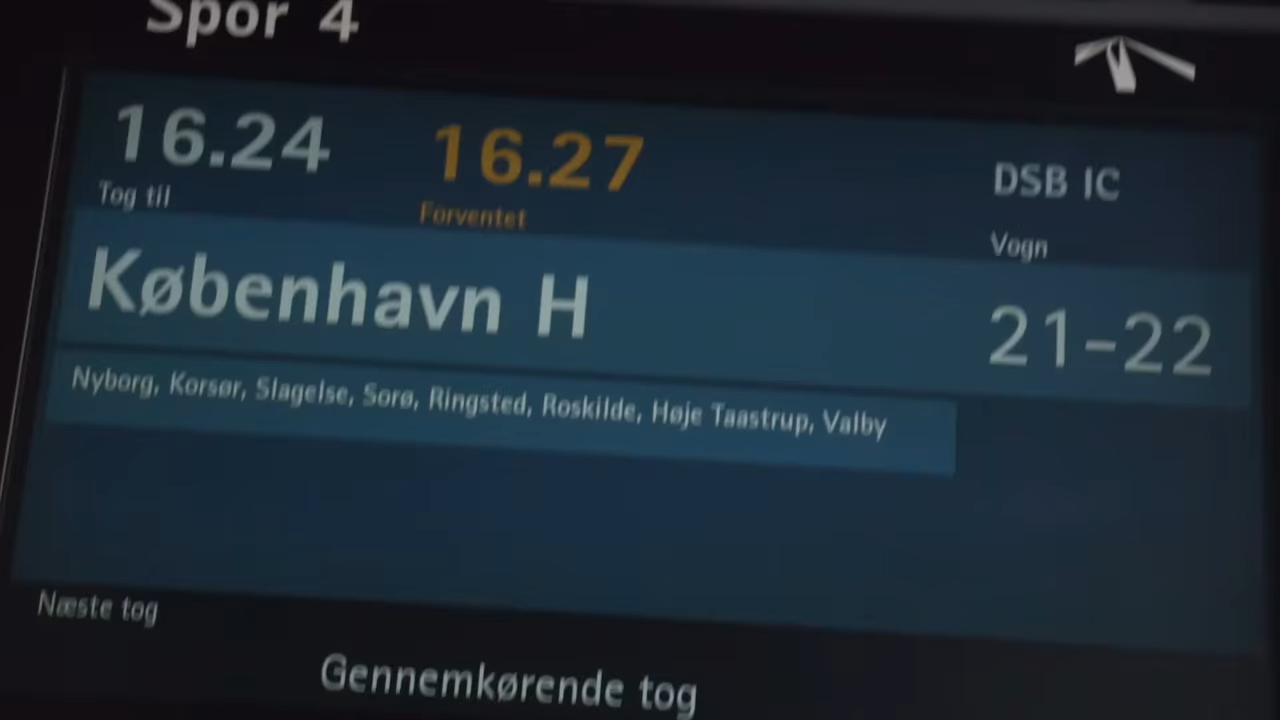 Spor 4
16.24 16.27 DSB IC
Tog til Forventet Vogn
København H 21-22
Nyborg, Korsør, Slagelse, Sorø, Ringsted, Roskilde, Høje Taastrup, Valby
Næste tog
Gennemkørende tog